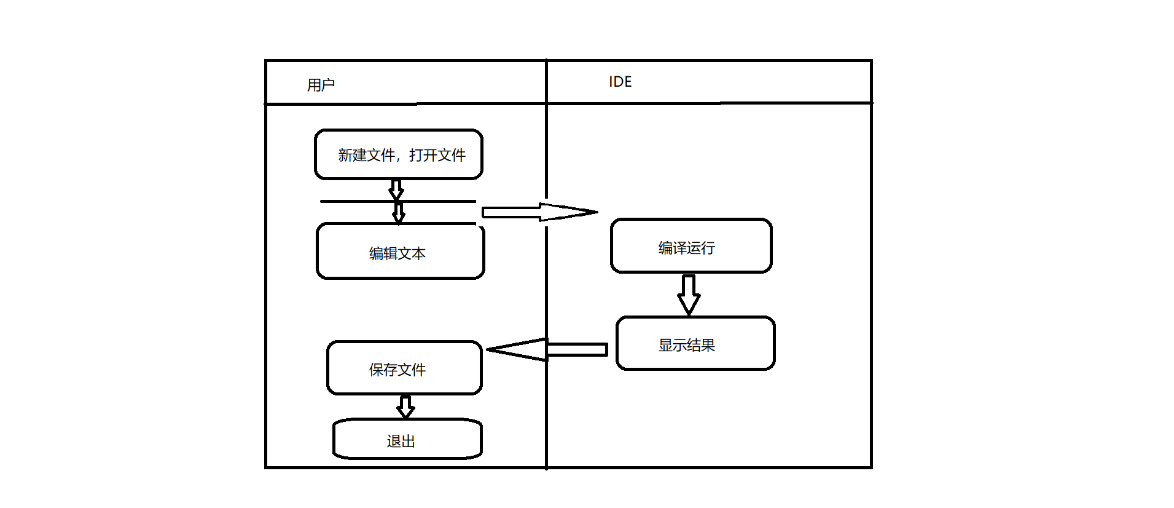 用户
IDE
新建文件，打开文件
编辑文本
编译运行
显示结果
保存文件
退出